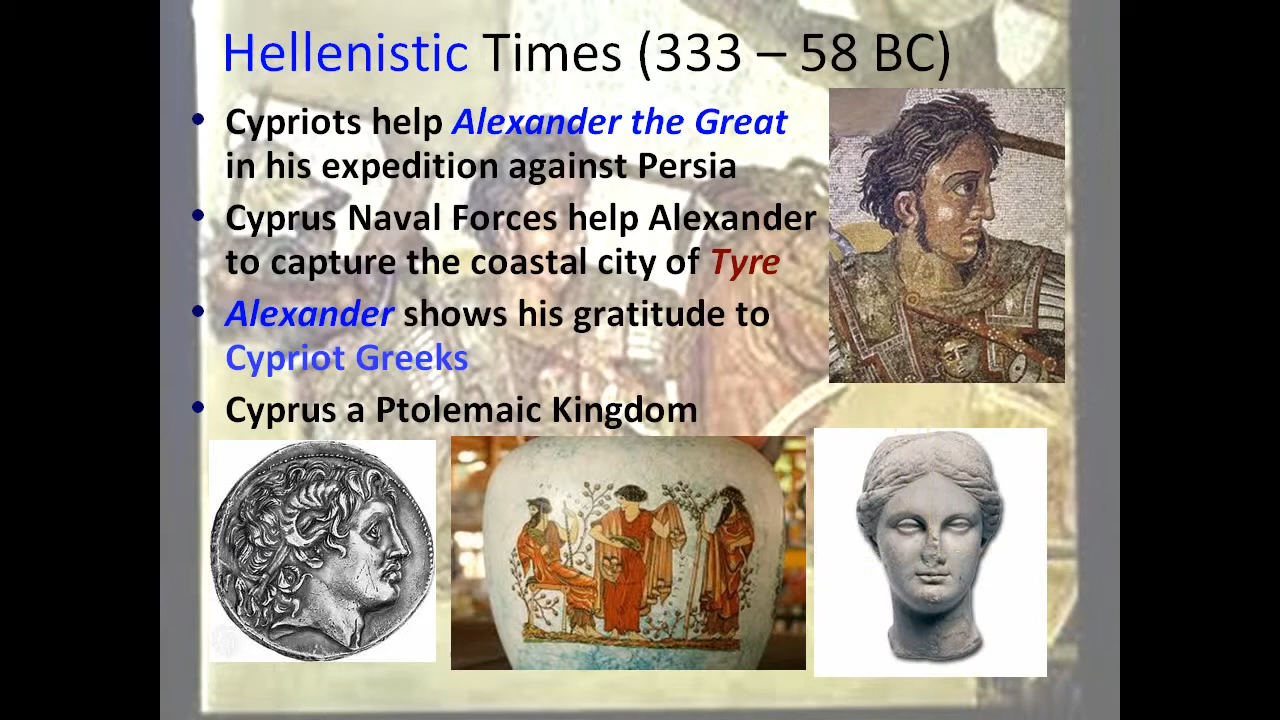 Hellenistic Times (333 – 58 BC)
• Cypriots help Alexander the Great
in his expedition against Persia
• Cyprus Naval Forces help Alexander
to capture the coastal city of Tyre
• Alexander shows his gratitude to
Cypriot Greeks
• Cyprus a Ptolemaic Kingdom